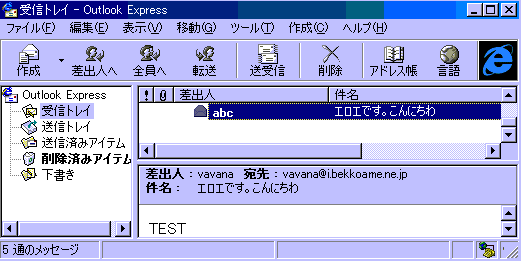 受信トレイ - Outlook Express
ファイル(F) 編集(E) 表示(V) 移動(G) ツール(T) 作成(C) ヘルプ(H)
作成 差出人へ 全員へ 転送 送受信 削除 アドレス帳 言語
Outlook Express
受信トレイ
送信トレイ
送信済みアイテム
削除済みアイテム
下書き
! 差出人 件名
abc エロエです。こんにちわ
差出人：vavana 宛先：vavana@i.bekkoame.ne.jp
件名： エロエです。こんにちわ
TEST
5 通のメッセージ